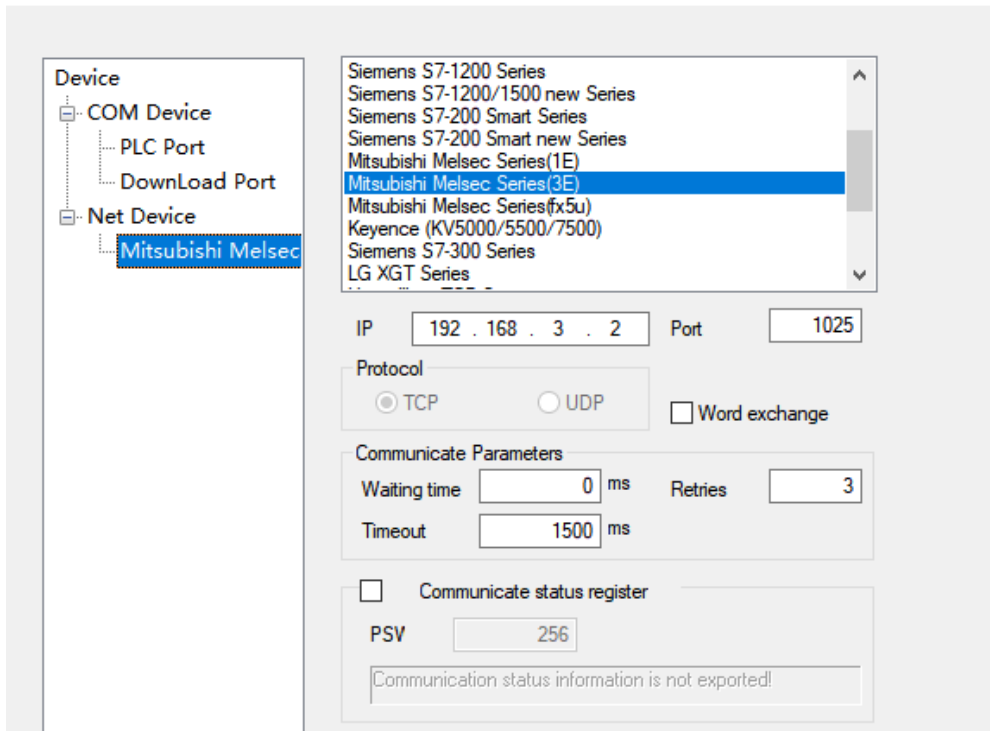 Device
COM Device
PLC Port
DownLoad Port
Net Device
Mitsubishi Melsec
Siemens S7-1200 Series
Siemens S7-1200/1500 new Series
Siemens S7-200 Smart Series
Siemens S7-200 Smart new Series
Mitsubishi Melsec Series(1E)
Mitsubishi Melsec Series(3E)
Mitsubishi Melsec Series(fx5u)
Keyence (KV5000/5500/7500)
Siemens S7-300 Series
LG XGT Series
IP 192 . 168 . 3 . 2 Port 1025
Protocol
TCP UDP
Word exchange
Communicate Parameters
Waiting time 0 ms Retries 3
Timeout 1500 ms
Communicate status register
PSW 256
Communication status information is not exported!